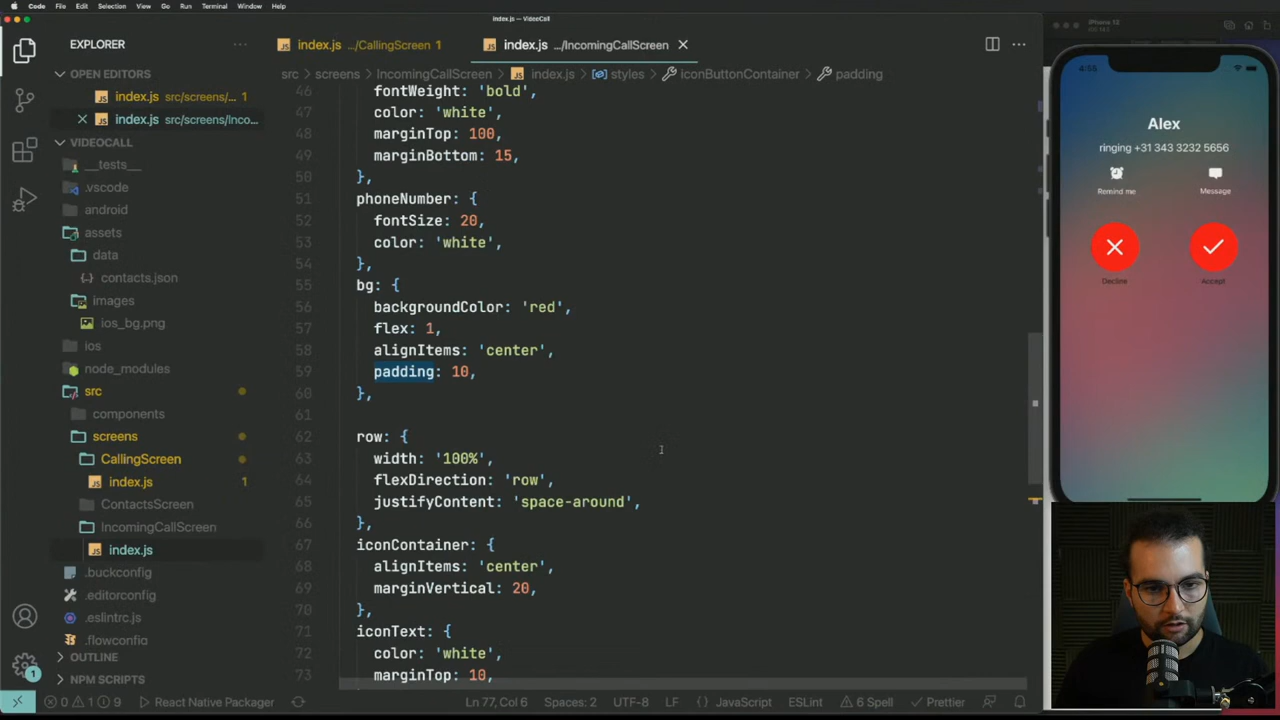 Code File Edit Selection View Go Run Terminal Window Help
index.js — VideoCall
EXPLORER
OPEN EDITORS
index.js src/screens/... 1
index.js src/screens/Inco...
VIDEOCALL
__tests__
.vscode
android
assets
data
contacts.json
images
ios_bg.png
ios
node_modules
src
components
screens
CallingScreen
index.js 1
ContactsScreen
IncomingCallScreen
index.js
.buckconfig
.editorconfig
.eslintrc.js
.flowconfig
OUTLINE
NPM SCRIPTS
index.js .../CallingScreen 1
index.js .../IncomingCallScreen
src > screens > IncomingCallScreen > index.js > styles > iconButtonContainer > padding
46 fontWeight: 'bold',
47 color: 'white',
48 marginTop: 100,
49 marginBottom: 15,
50 },
51 phoneNumber: {
52 fontSize: 20,
53 color: 'white',
54 },
55 bg: {
56 backgroundColor: 'red',
57 flex: 1,
58 alignItems: 'center',
59 padding: 10,
60 },
61
62 row: {
63 width: '100%',
64 flexDirection: 'row',
65 justifyContent: 'space-around',
66 },
67 iconContainer: {
68 alignItems: 'center',
69 marginVertical: 20,
70 },
71 iconText: {
72 color: 'white',
73 marginTop: 10,
iPhone 12
4:55
Alex
ringing +31 343 3232 5656
Remind me
Message
Decline
Accept
1
0 1 9 React Native Packager Ln 77, Col 6 Spaces: 2 UTF-8 LF {} JavaScript ESLint 6 Spell Prettier